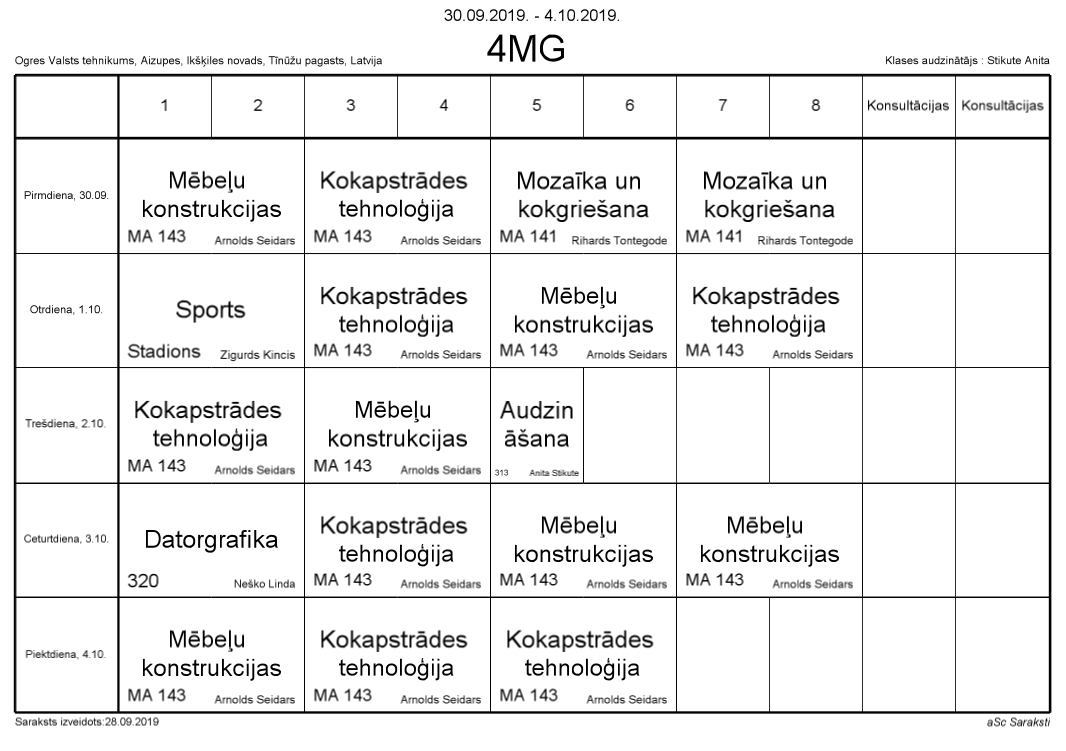 30.09.2019. - 4.10.2019.
4MG
Ogres Valsts tehnikums, Aizupes, Ikšķiles novads, Tīnūžu pagasts, Latvija
Klases audzinātājs : Stikute Anita
1 2 3 4 5 6 7 8 Konsultācijas Konsultācijas
Pirmdiena, 30.09.
Mēbeļu
konstrukcijas
MA 143 Arnolds Seidars
Kokapstrādes
tehnoloģija
MA 143 Arnolds Seidars
Mozaīka un
kokgriešana
MA 141 Rihards Tontegode
Mozaīka un
kokgriešana
MA 141 Rihards Tontegode
Otrdiena, 1.10.
Sports
Stadions Zigurds Kincis
Kokapstrādes
tehnoloģija
MA 143 Arnolds Seidars
Mēbeļu
konstrukcijas
MA 143 Arnolds Seidars
Kokapstrādes
tehnoloģija
MA 143 Arnolds Seidars
Trešdiena, 2.10.
Kokapstrādes
tehnoloģija
MA 143 Arnolds Seidars
Mēbeļu
konstrukcijas
MA 143 Arnolds Seidars
Audzin
āšana
313 Anita Stikute
Ceturtdiena, 3.10.
Datorgrafika
320 Neško Linda
Kokapstrādes
tehnoloģija
MA 143 Arnolds Seidars
Mēbeļu
konstrukcijas
MA 143 Arnolds Seidars
Mēbeļu
konstrukcijas
MA 143 Arnolds Seidars
Piektdiena, 4.10.
Mēbeļu
konstrukcijas
MA 143 Arnolds Seidars
Kokapstrādes
tehnoloģija
MA 143 Arnolds Seidars
Kokapstrādes
tehnoloģija
MA 143 Arnolds Seidars
Saraksts izveidots:28.09.2019
aSc Saraksti